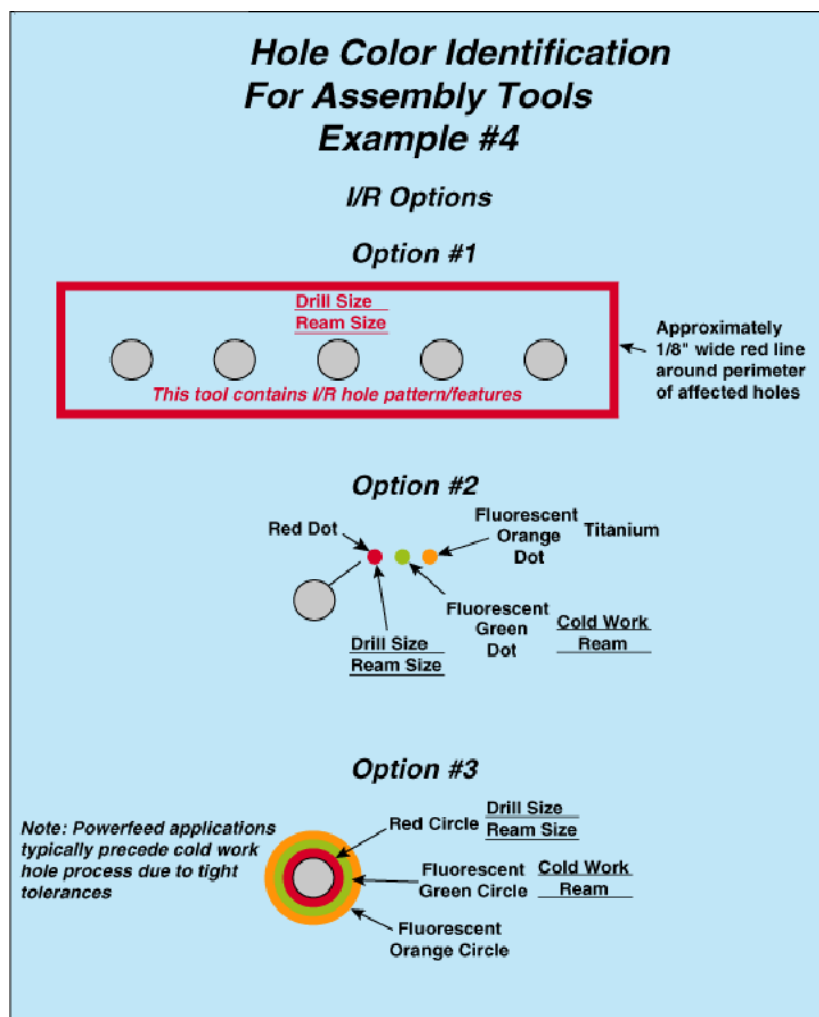 Hole Color Identification
For Assembly Tools
Example #4
I/R Options
Option #1
Drill Size
Ream Size
This tool contains I/R hole pattern/features
Approximately
1/8" wide red line
around perimeter
of affected holes
Option #2
Red Dot
Fluorescent
Orange
Dot
Titanium
Drill Size
Ream Size
Fluorescent
Green
Dot
Cold Work
Ream
Option #3
Note: Powerfeed applications
typically precede cold work
hole process due to tight
tolerances
Red Circle
Drill Size
Ream Size
Fluorescent
Green Circle
Cold Work
Ream
Fluorescent
Orange Circle